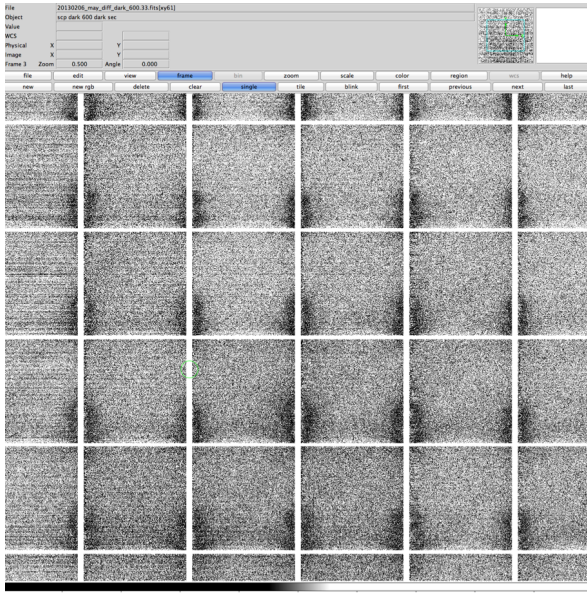 File 20130206_may_diff_dark_600.33.fits[xy61]
Object scp dark 600 dark sec
Value
WCS
Physical X Y
Image X Y
Frame 3 Zoom 0.500 Angle 0.000
file edit view frame bin zoom scale color region wcs help
new new rgb delete clear single tile blink first previous next last